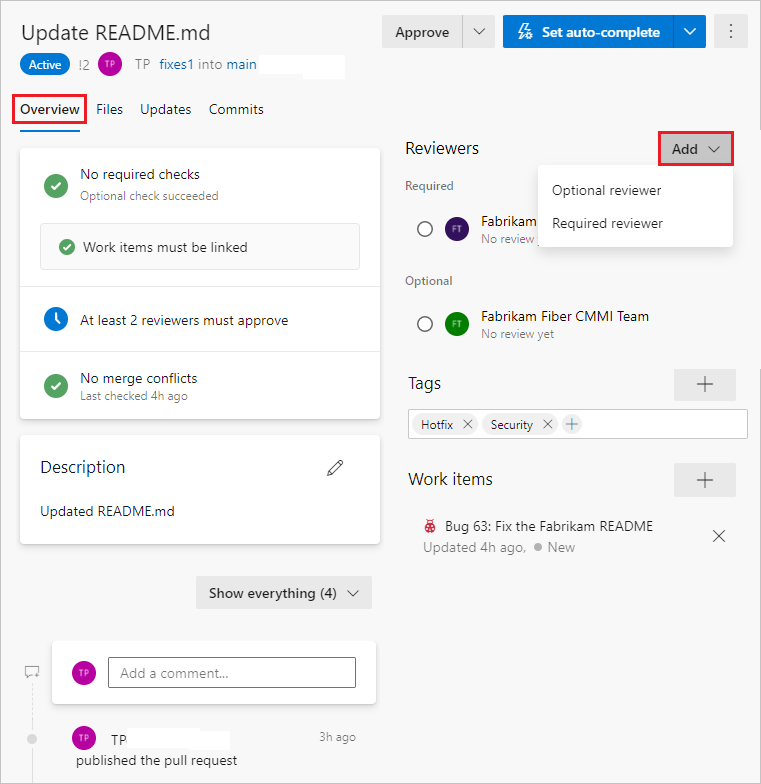 Update README.md
Approve
Set auto-complete
Active !2 TP TP fixes1 into main
Overview Files Updates Commits
No required checks
Optional check succeeded
Work items must be linked
At least 2 reviewers must approve
No merge conflicts
Last checked 4h ago
Description
Updated README.md
Show everything (4)
TP Add a comment...
TP TP 3h ago
published the pull request
Reviewers
Add
Optional reviewer
Required reviewer
Required
FT Fabrikam
No review
Optional
FT Fabrikam Fiber CMMI Team
No review yet
Tags
Hotfix Security
Work items
Bug 63: Fix the Fabrikam README
Updated 4h ago, New